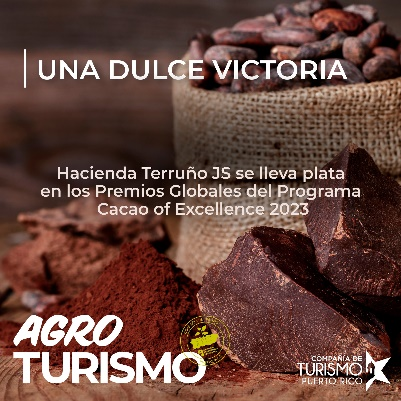 UNA DULCE VICTORIA
Hacienda Terruño JS se lleva plata
en los Premios Globales del Programa
Cacao of Excellence 2023
AGRO
TURISMO
COMPAÑÍA DE
TURISMO
PUERTO RICO